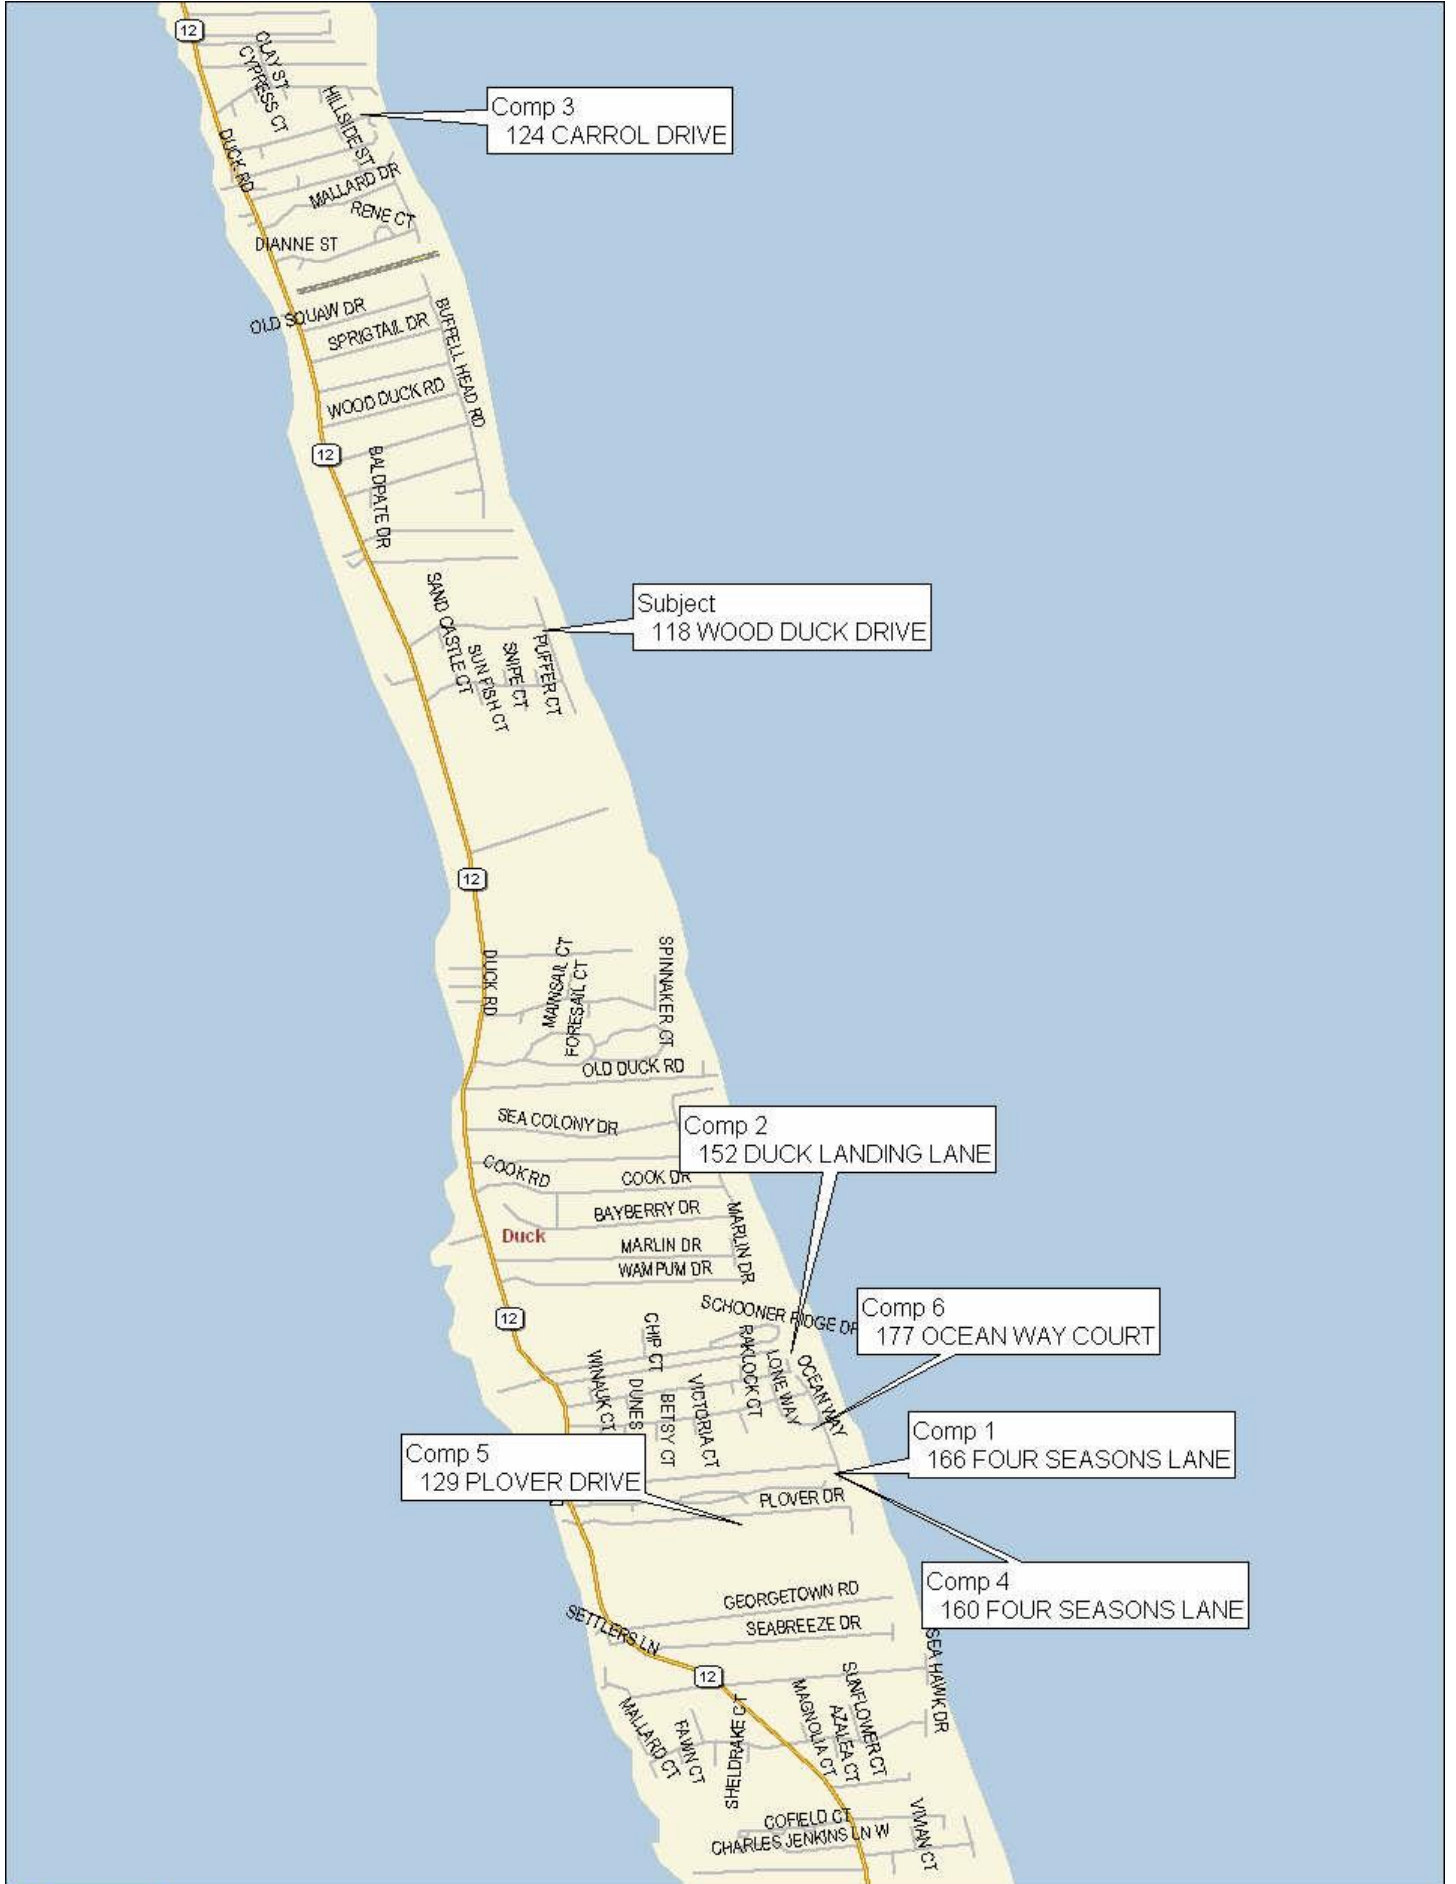 12
CLAY ST
CYPRESS CT
HILLSIDE ST
Comp 3
124 CARROL DRIVE
DUCK RD
MALLARD DR
RENE CT
DIANNE ST
OLD SQUAW DR
SPRIGTAIL DR
BUFFELL HEAD RD
WOOD DUCK RD
12
BALDPATE DR
SAND CASTLE CT
SUN FISH CT
SNIPE CT
PUFFER CT
Subject
118 WOOD DUCK DRIVE
12
DUCK RD
MAINSAIL CT
FORESAIL CT
SPINNAKER CT
OLD DUCK RD
SEA COLONY DR
Comp 2
152 DUCK LANDING LANE
COOK RD
COOK DR
BAYBERRY DR
Duck
MARLIN DR
MARLIN DR
WAMPUM DR
12
SCHOONER RIDGE DR
Comp 6
177 OCEAN WAY COURT
CHIP CT
WINAUK CT
DUNES
BETSY CT
VICTORIA CT
RAKLOCK CT
LONE WAY
OCEAN WAY
Comp 1
166 FOUR SEASONS LANE
Comp 5
129 PLOVER DRIVE
PLOVER DR
Comp 4
160 FOUR SEASONS LANE
GEORGETOWN RD
SEABREEZE DR
SETTLERS LN
12
SEA HAWK DR
MALLARD CT
FAWN CT
SHELDRAKE CT
MAGNOLIA CT
AZALEA CT
SUNFLOWER CT
COFIELD CT
CHARLES JENKINS LN W
VIVIAN CT